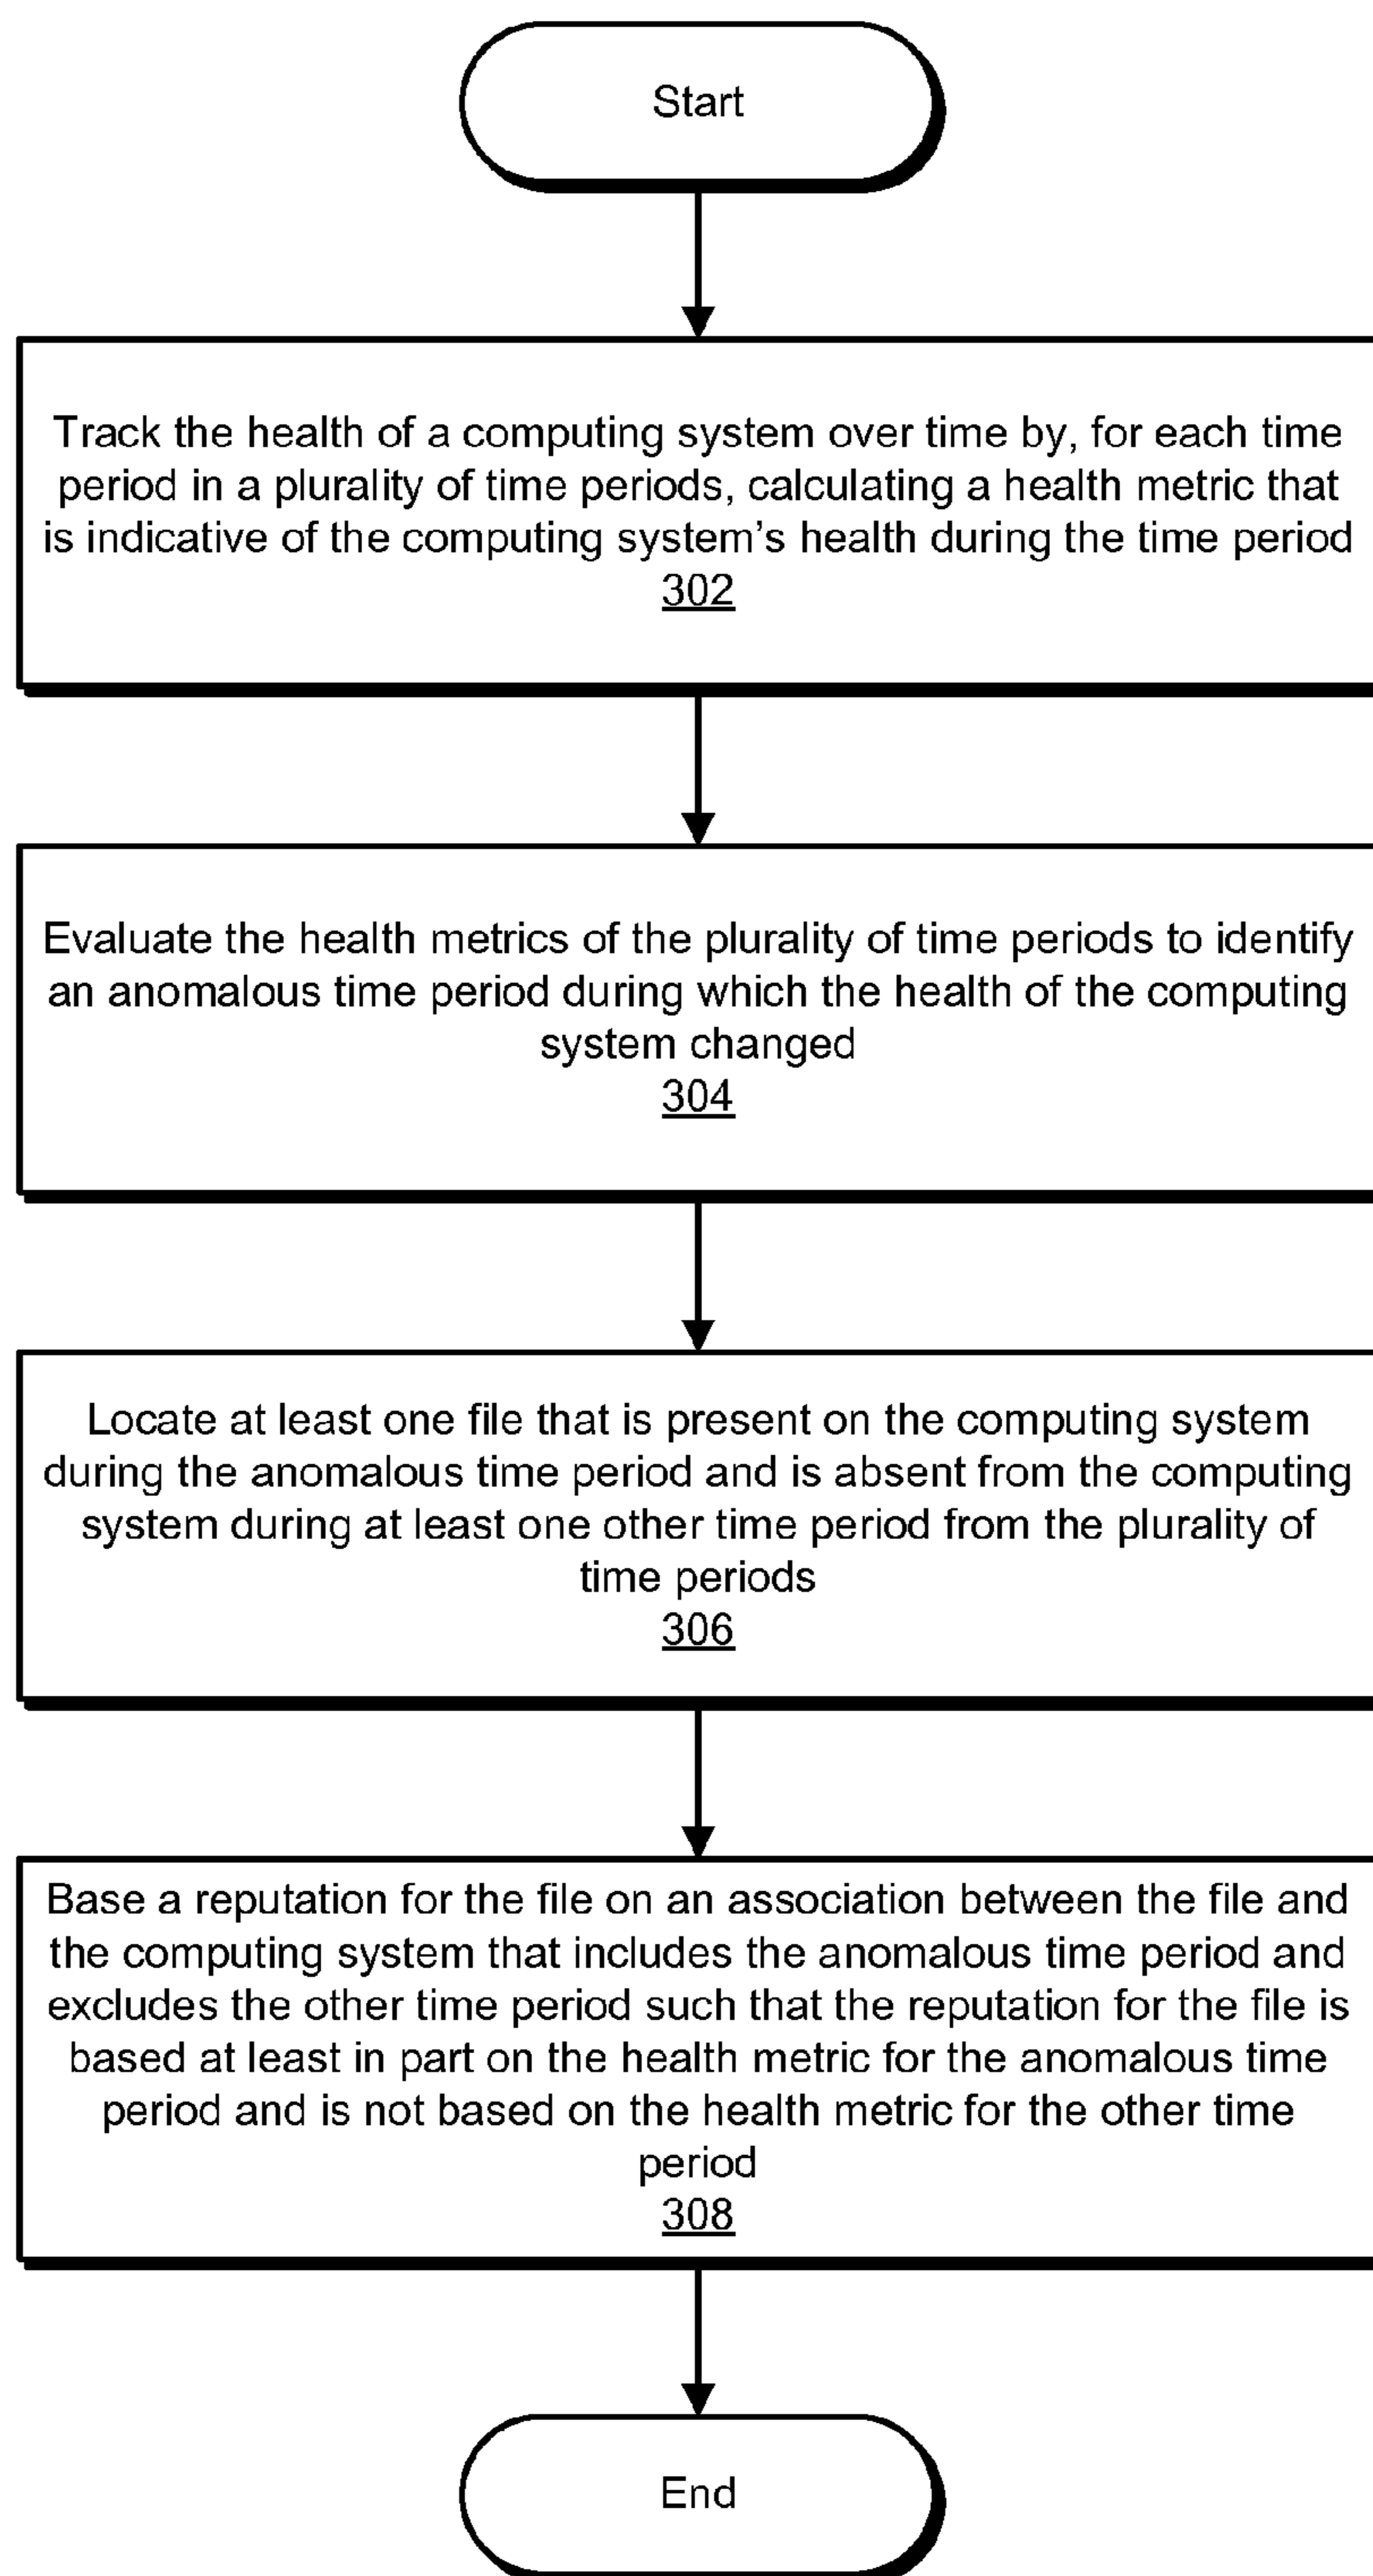 Start
Track the health of a computing system over time by, for each time
period in a plurality of time periods, calculating a health metric that
is indicative of the computing system’s health during the time period
302
Evaluate the health metrics of the plurality of time periods to identify
an anomalous time period during which the health of the computing
system changed
304
Locate at least one file that is present on the computing system
during the anomalous time period and is absent from the computing
system during at least one other time period from the plurality of
time periods
306
Base a reputation for the file on an association between the file and
the computing system that includes the anomalous time period and
excludes the other time period such that the reputation for the file is
based at least in part on the health metric for the anomalous time
period and is not based on the health metric for the other time
period
308
End